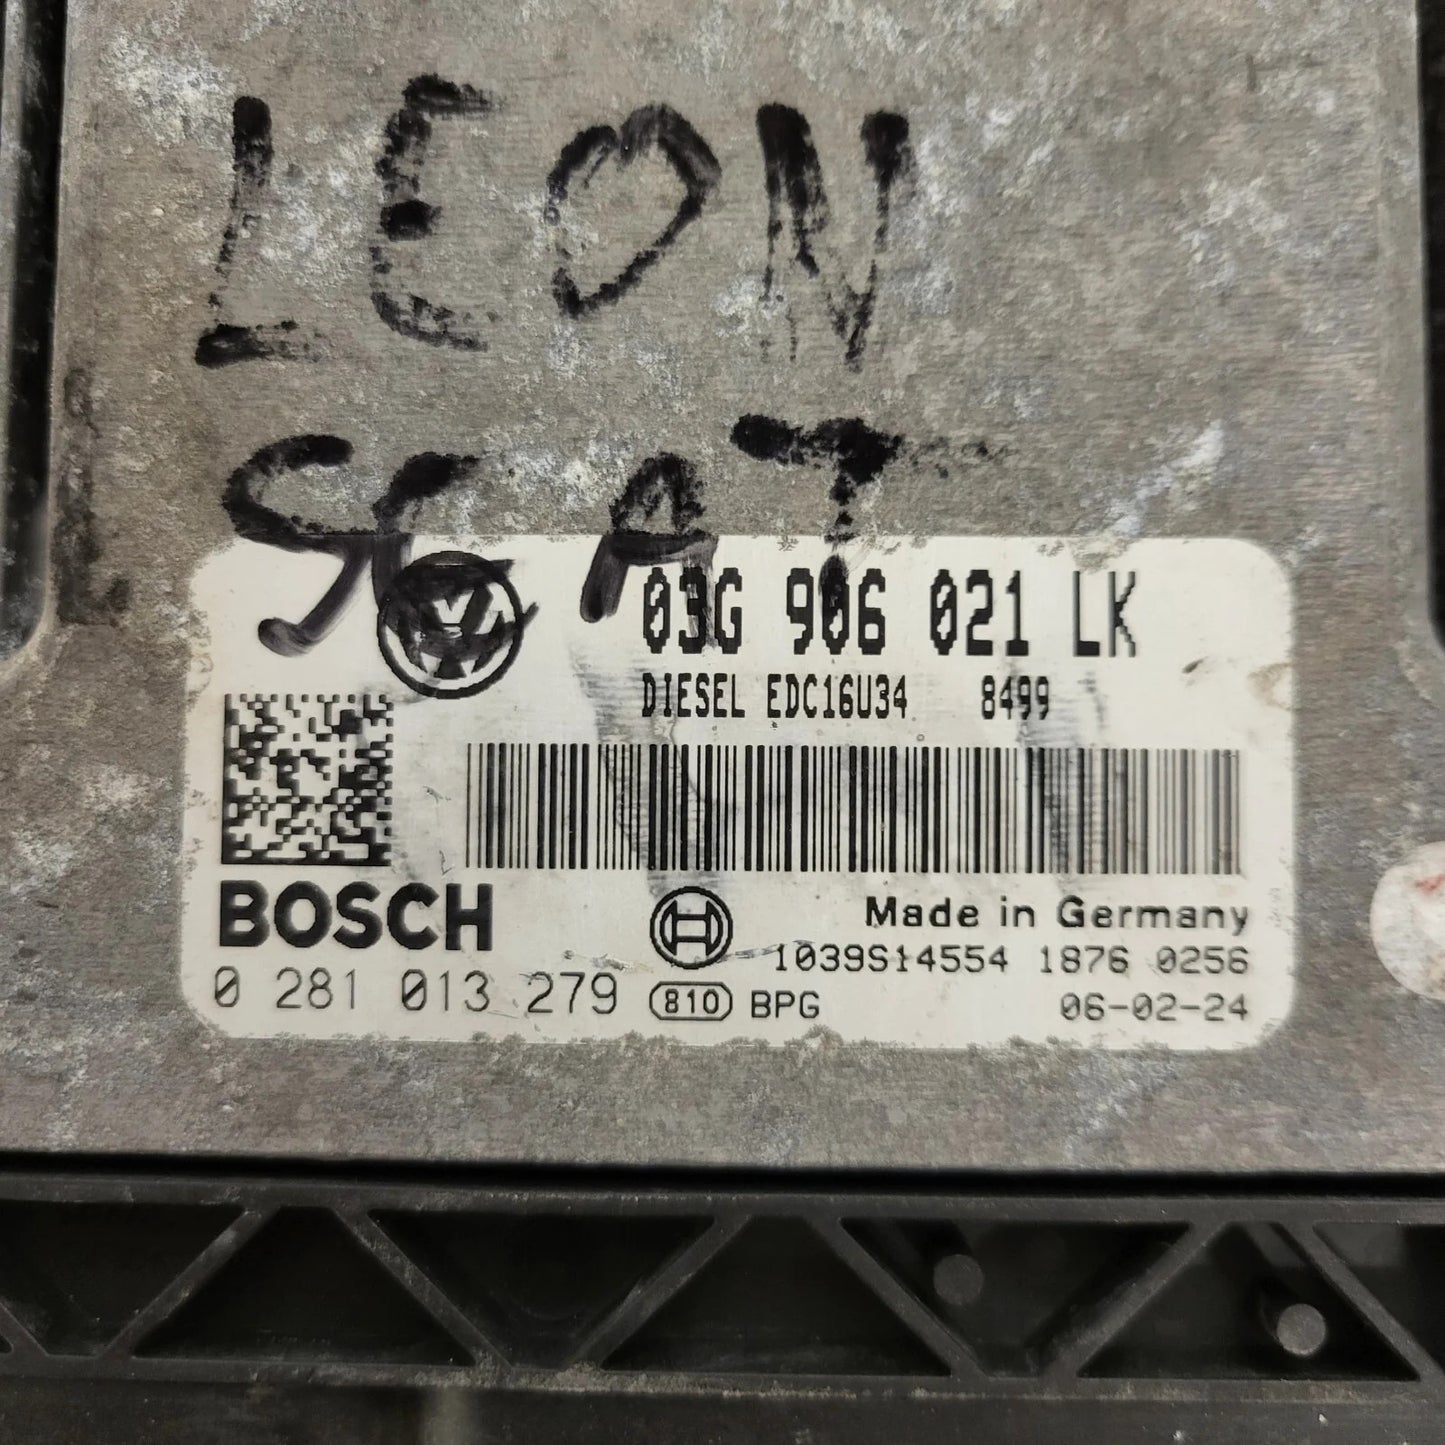 LEON
SEAT
03G 906 021 LK
DIESEL EDC16U34 8499
BOSCH
Made in Germany
1039S14554 1876 0256
0 281 013 279 810 BPG 06-02-24